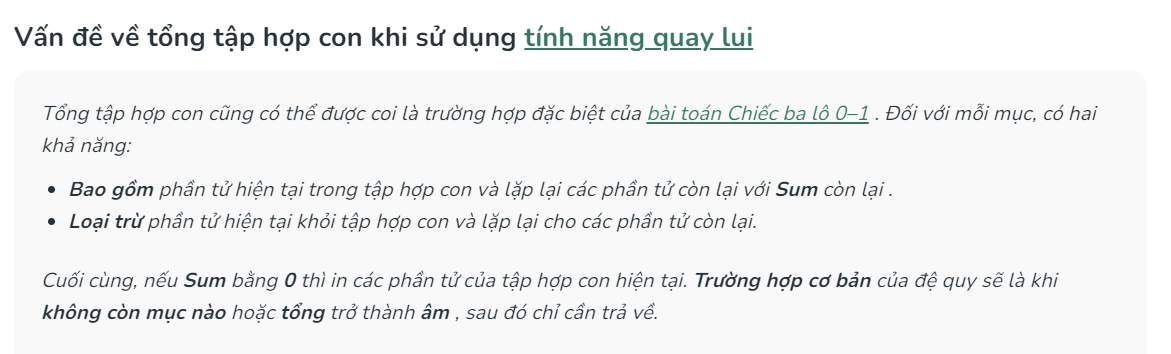 Vấn đề về tổng tập hợp con khi sử dụng tính năng quay lui
Tổng tập hợp con cũng có thể được coi là trường hợp đặc biệt của bài toán Chiếc ba lô 0–1 . Đối với mỗi mục, có hai
khả năng:
• Bao gồm phần tử hiện tại trong tập hợp con và lặp lại các phần tử còn lại với Sum còn lại .
• Loại trừ phần tử hiện tại khỏi tập hợp con và lặp lại cho các phần tử còn lại.
Cuối cùng, nếu Sum bằng 0 thì in các phần tử của tập hợp con hiện tại. Trường hợp cơ bản của đệ quy sẽ là khi
không còn mục nào hoặc tổng trở thành âm , sau đó chỉ cần trả về.